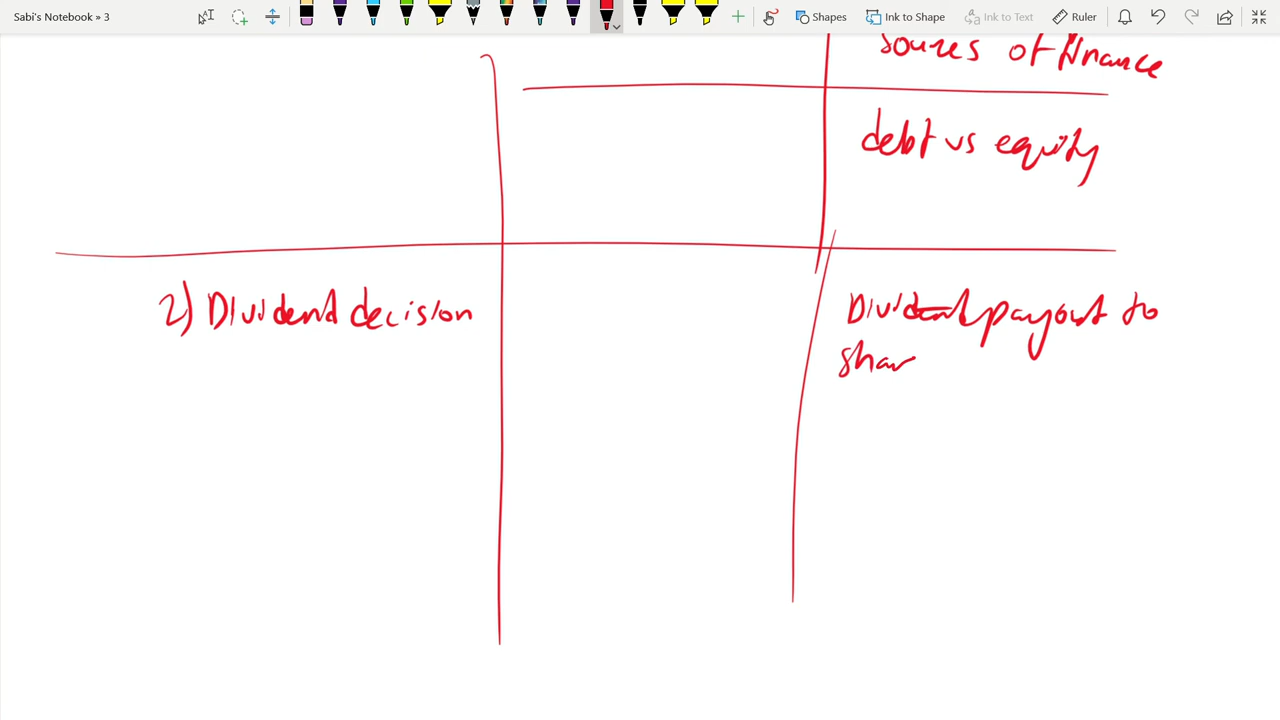 Sabi's Notebook » 3
Shapes
Ink to Shape
Ink to Text
Ruler
sources of finance
debt vs equity
2) Dividend decision
Dividend payout to
shar